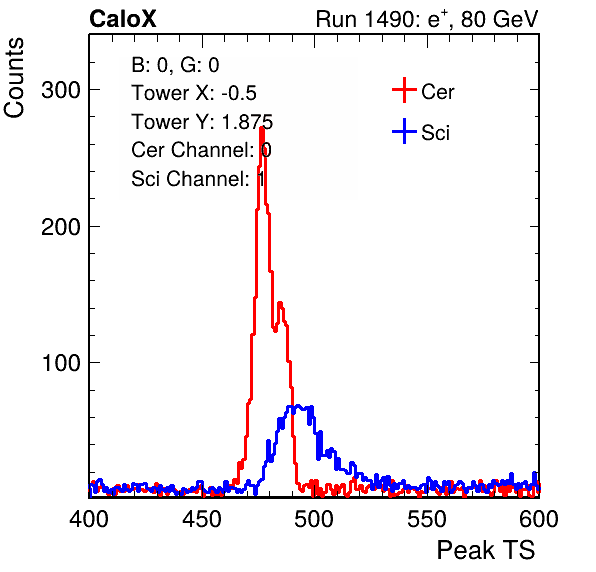 CaloX Run 1490: e⁺, 80 GeV
Counts
B: 0, G: 0
Tower X: -0.5
Tower Y: 1.875
Cer Channel: 0
Sci Channel: 1
Cer
Sci
300
200
100
400 450 500 550 600
Peak TS